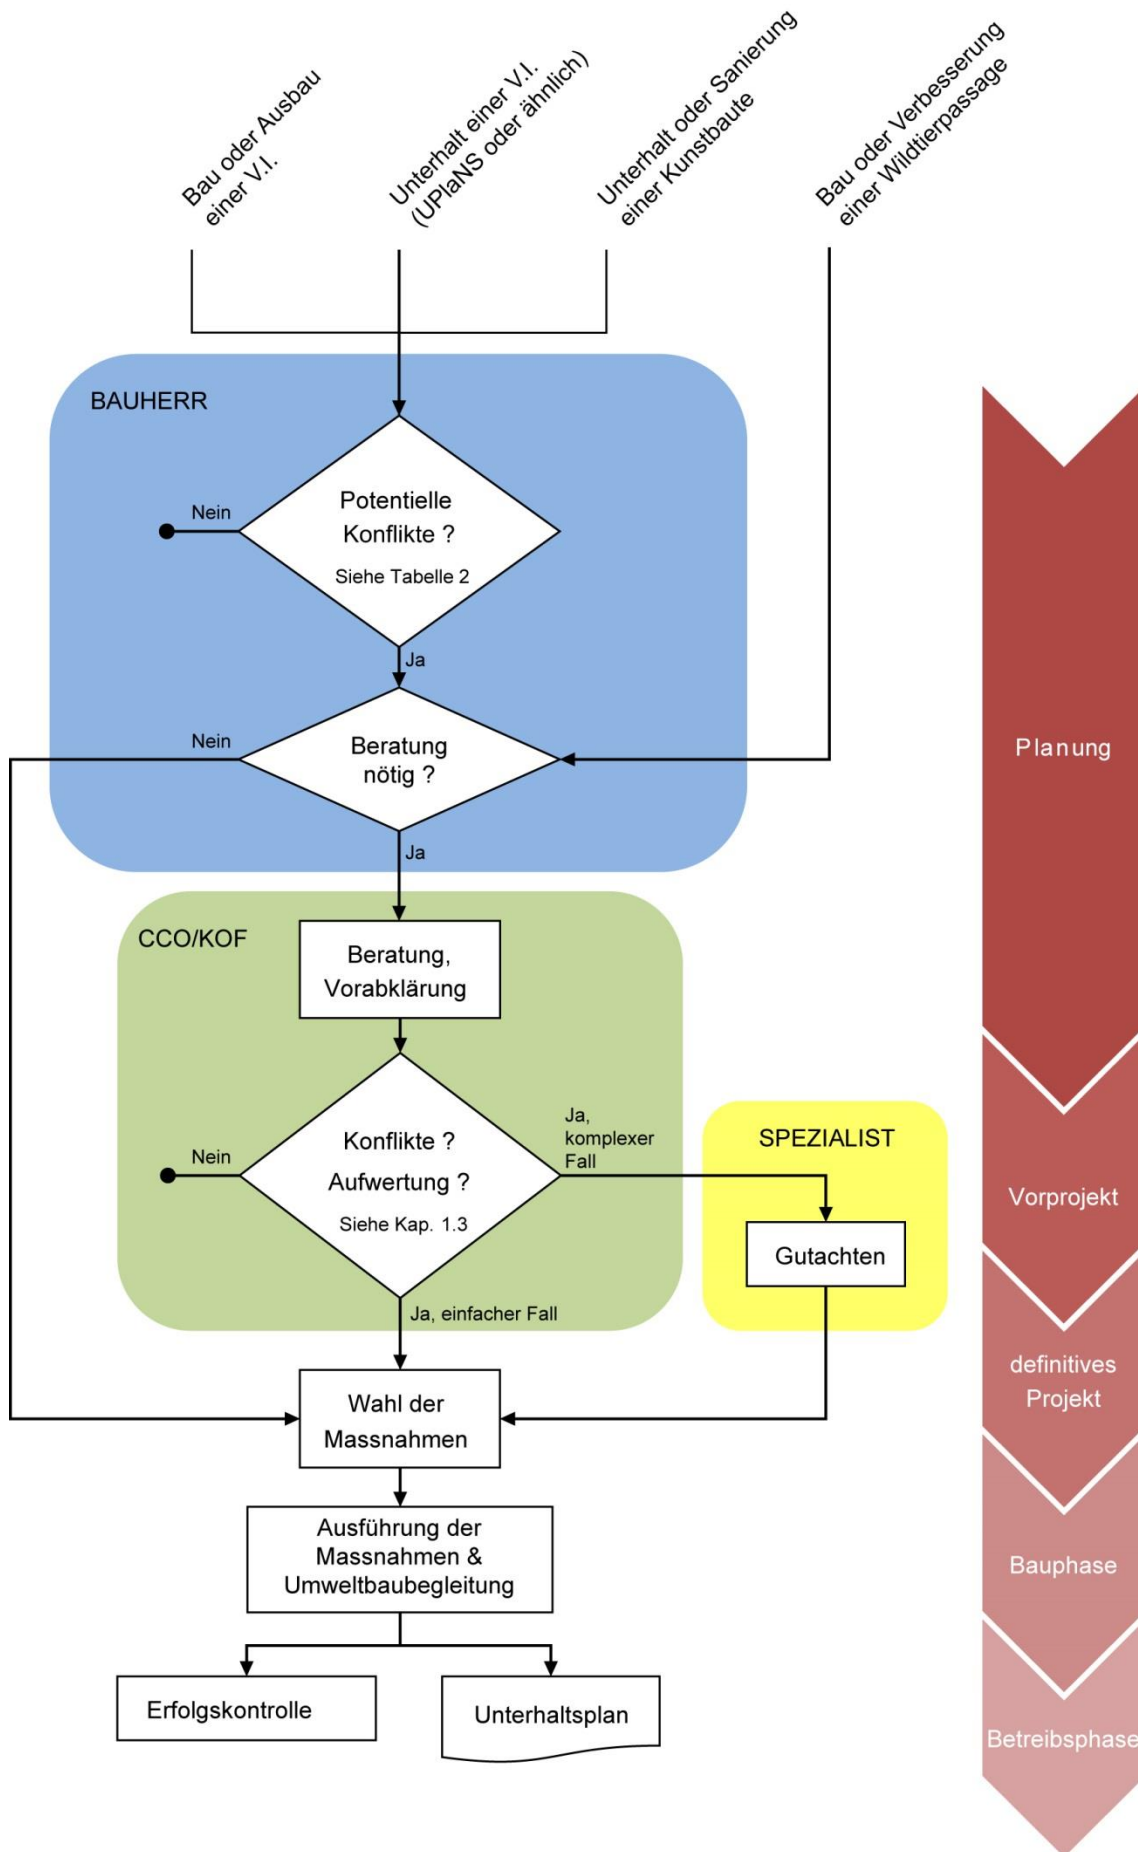 Bau oder Ausbau
einer V.I.
Unterhalt einer V.I.
(UPlaNS oder ähnlich)
Unterhalt oder Sanierung
einer Kunstbaute
Bau oder Verbesserung
einer Wildtierpassage
BAUHERR
Potentielle
Konflikte ?
Siehe Tabelle 2
Nein
Ja
Beratung
nötig ?
Nein
Ja
Planung
CCO/KOF
Beratung,
Vorabklärung
Konflikte ?
Aufwertung ?
Siehe Kap. 1.3
Nein
Ja,
komplexer
Fall
Ja, einfacher Fall
SPEZIALIST
Gutachten
Vorprojekt
Wahl der
Massnahmen
definitives
Projekt
Ausführung der
Massnahmen &
Umweltbaubegleitung
Bauphase
Erfolgskontrolle
Unterhaltsplan
Betreibsphase